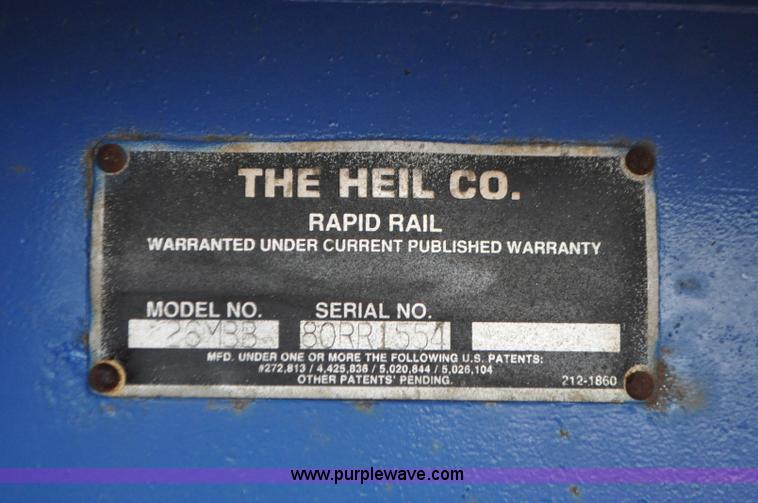 THE HEIL CO.
RAPID RAIL
WARRANTED UNDER CURRENT PUBLISHED WARRANTY
MODEL NO. SERIAL NO.
26MBB 80RR1554
MFD. UNDER ONE OR MORE THE FOLLOWING U.S. PATENTS:
#272,813 / 4,425,836 / 5,020,844 / 5,026,104
OTHER PATENTS' PENDING. 212-1860
www.purplewave.com